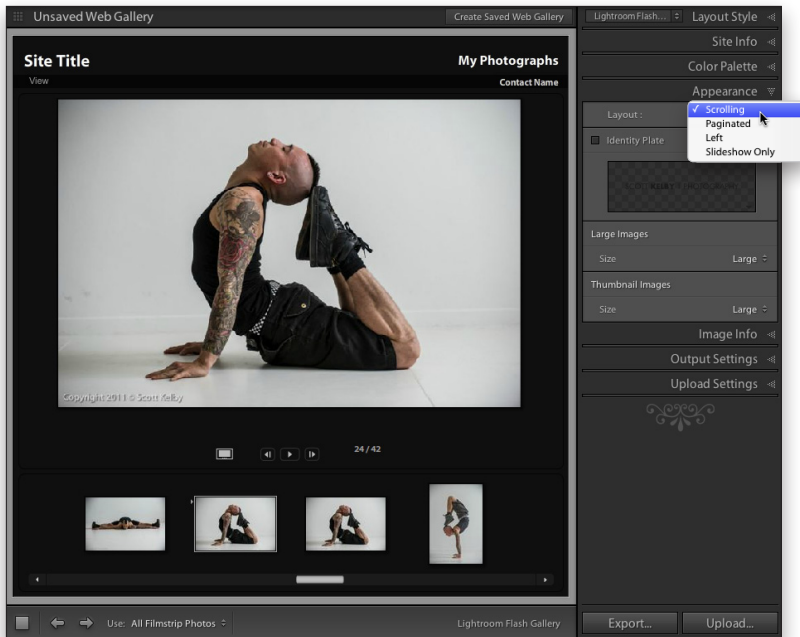 Unsaved Web Gallery
Create Saved Web Gallery
Lightroom Flash...
Layout Style
Site Info
Color Palette
Appearance
Site Title
My Photographs
View
Contact Name
Layout :
✓ Scrolling
Paginated
Left
Slideshow Only
Identity Plate
SCOTT KELBY PHOTOGRAPHY
Large Images
Size
Large
Thumbnail Images
Size
Large
Image Info
Output Settings
Upload Settings
Copyright 2011 © Scott Kelby
24/42
Use: All Filmstrip Photos
Lightroom Flash Gallery
Export...
Upload...